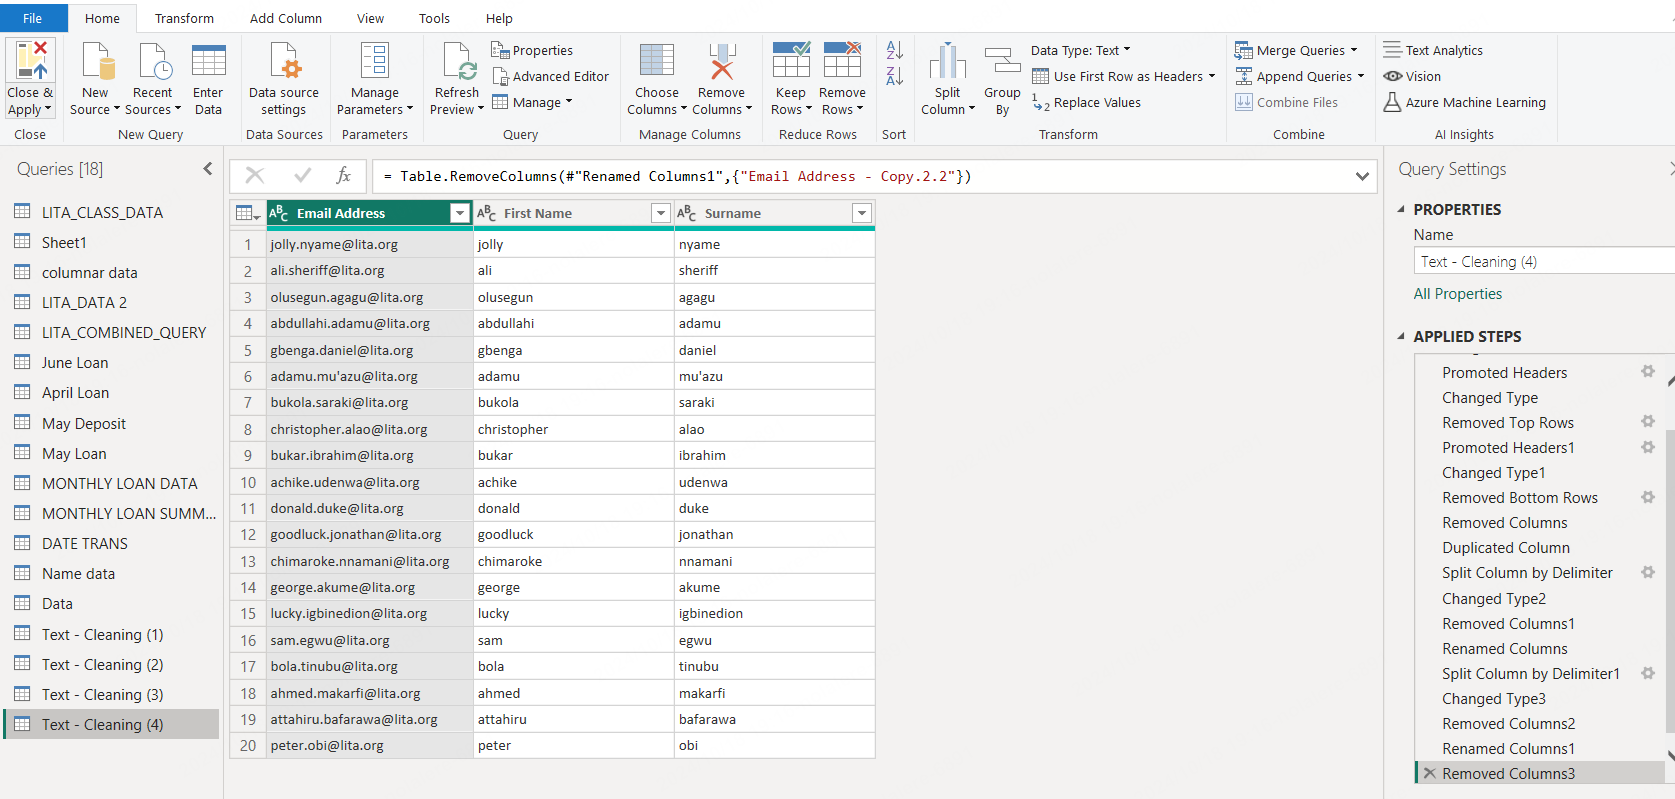 File Home Transform Add Column View Tools Help
Close & Apply
Close
New Source
Recent Sources
Enter Data
New Query
Data source settings
Data Sources
Manage Parameters
Parameters
Refresh Preview
Properties
Advanced Editor
Manage
Query
Choose Columns
Remove Columns
Manage Columns
Keep Rows
Remove Rows
Reduce Rows
A
Z
Z
A
Sort
Split Column
Group By
Data Type: Text
Use First Row as Headers
1 2 Replace Values
Transform
Merge Queries
Append Queries
Combine Files
Combine
Text Analytics
Vision
Azure Machine Learning
AI Insights
Queries [18]
LITA_CLASS_DATA
Sheet1
columnar data
LITA_DATA 2
LITA_COMBINED_QUERY
June Loan
April Loan
May Deposit
May Loan
MONTHLY LOAN DATA
MONTHLY LOAN SUMM...
DATE TRANS
Name data
Data
Text - Cleaning (1)
Text - Cleaning (2)
Text - Cleaning (3)
Text - Cleaning (4)
fx
= Table.RemoveColumns(#"Renamed Columns1",{"Email Address - Copy.2.2"})
ABC Email Address ABC First Name ABC Surname
1 jolly.nyame@lita.org jolly nyame
2 ali.sheriff@lita.org ali sheriff
3 olusegun.agagu@lita.org olusegun agagu
4 abdullahi.adamu@lita.org abdullahi adamu
5 gbenga.daniel@lita.org gbenga daniel
6 adamu.mu'azu@lita.org adamu mu'azu
7 bukola.saraki@lita.org bukola saraki
8 christopher.alao@lita.org christopher alao
9 bukar.ibrahim@lita.org bukar ibrahim
10 achike.udenwa@lita.org achike udenwa
11 donald.duke@lita.org donald duke
12 goodluck.jonathan@lita.org goodluck jonathan
13 chimaroke.nnamani@lita.org chimaroke nnamani
14 george.akume@lita.org george akume
15 lucky.igbinedion@lita.org lucky igbinedion
16 sam.egwu@lita.org sam egwu
17 bola.tinubu@lita.org bola tinubu
18 ahmed.makarfi@lita.org ahmed makarfi
19 attahiru.bafarawa@lita.org attahiru bafarawa
20 peter.obi@lita.org peter obi
Query Settings
PROPERTIES
Name
Text - Cleaning (4)
All Properties
APPLIED STEPS
Promoted Headers
Changed Type
Removed Top Rows
Promoted Headers1
Changed Type1
Removed Bottom Rows
Removed Columns
Duplicated Column
Split Column by Delimiter
Changed Type2
Removed Columns1
Renamed Columns
Split Column by Delimiter1
Changed Type3
Removed Columns2
Renamed Columns1
Removed Columns3